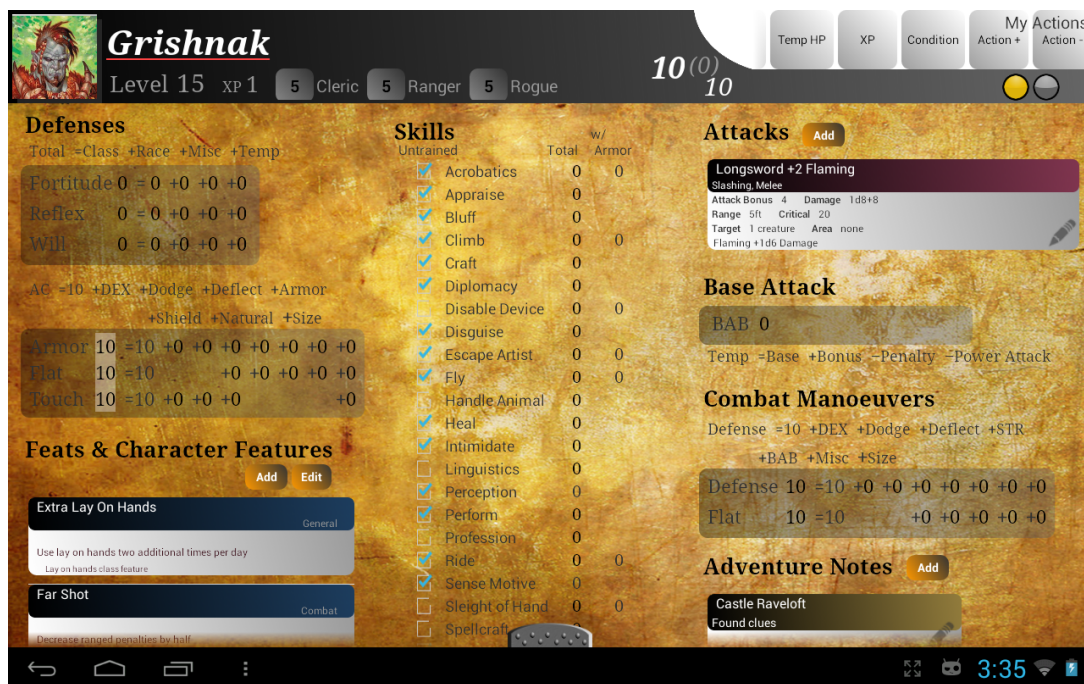 Grishnak
Level 15 XP 1 5 Cleric 5 Ranger 5 Rogue
10 (0)
10
Temp HP
XP
Condition
My Actions
Action +
Action -
Defenses
Total =Class +Race +Misc +Temp
Fortitude 0 = 0 +0 +0 +0
Reflex 0 = 0 +0 +0 +0
Will 0 = 0 +0 +0 +0
AC =10 +DEX +Dodge +Deflect +Armor
+Shield +Natural +Size
Armor 10 =10 +0 +0 +0 +0 +0 +0 +0
Flat 10 =10 +0 +0 +0 +0 +0
Touch 10 =10 +0 +0 +0 +0
Feats & Character Features
Add Edit
Extra Lay On Hands
General
Use lay on hands two additional times per day
Lay on hands class feature
Far Shot
Combat
Decrease ranged penalties by half
Skills
w/
Untrained Total Armor
Acrobatics 0 0
Appraise 0
Bluff 0
Climb 0 0
Craft 0
Diplomacy 0
Disable Device 0 0
Disguise 0
Escape Artist 0 0
Fly 0 0
Handle Animal 0
Heal 0
Intimidate 0
Linguistics 0
Perception 0
Perform 0
Profession 0
Ride 0 0
Sense Motive 0
Sleight of Hand 0 0
Spellcraft
Attacks Add
Longsword +2 Flaming
Slashing, Melee
Attack Bonus 4 Damage 1d8+8
Range 5ft Critical 20
Target 1 creature Area none
Flaming +1d6 Damage
Base Attack
BAB 0
Temp =Base +Bonus −Penalty −Power Attack
Combat Manoeuvers
Defense =10 +DEX +Dodge +Deflect +STR
+BAB +Misc +Size
Defense 10 =10 +0 +0 +0 +0 +0 +0 +0
Flat 10 =10 +0 +0 +0 +0 +0
Adventure Notes Add
Castle Raveloft
Found clues
3:35